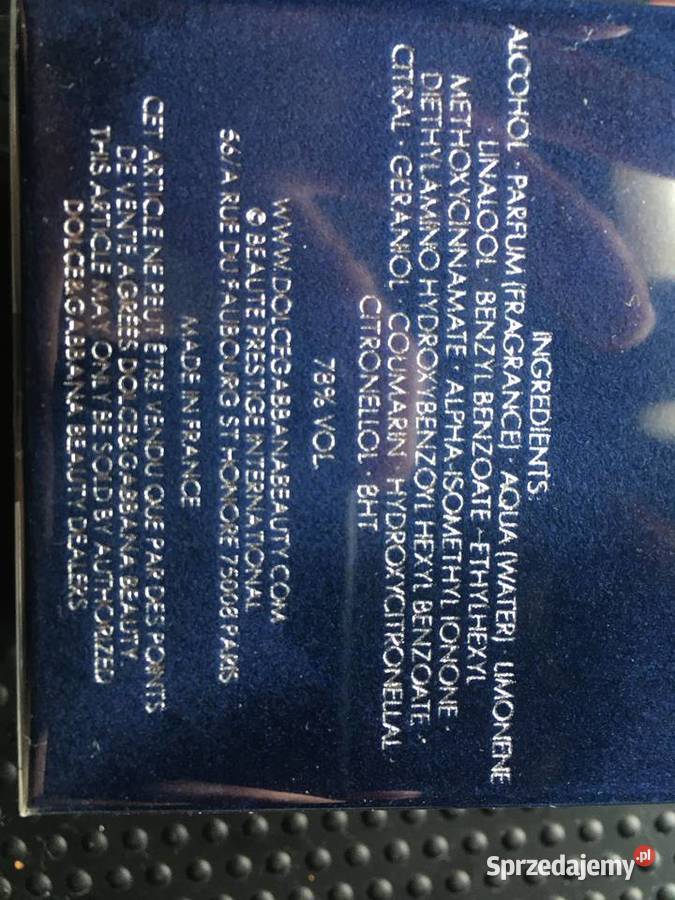 INGREDIENTS:
ALCOHOL · PARFUM (FRAGRANCE) · AQUA (WATER) · LIMONENE
· LINALOOL · BENZYL BENZOATE · ETHYLHEXYL
METHOXYCINNAMATE · ALPHA-ISOMETHYL IONONE ·
DIETHYLAMINO HYDROXYBENZOYL HEXYL BENZOATE ·
CITRAL · GERANIOL · COUMARIN · HYDROXYCITRONELLAL ·
CITRONELLOL · BHT
78% VOL.
WWW.DOLCEGABBANABEAUTY.COM
© BEAUTE PRESTIGE INTERNATIONAL
56/A RUE DU FAUBOURG ST HONORE 75008 PARIS
MADE IN FRANCE
CET ARTICLE NE PEUT ÊTRE VENDU QUE PAR DES POINTS
DE VENTE AGREES DOLCE&GABBANA BEAUTY.
THIS ARTICLE MAY ONLY BE SOLD BY AUTHORIZED
DOLCE&GABBANA BEAUTY DEALERS
Sprzedajemy.pl